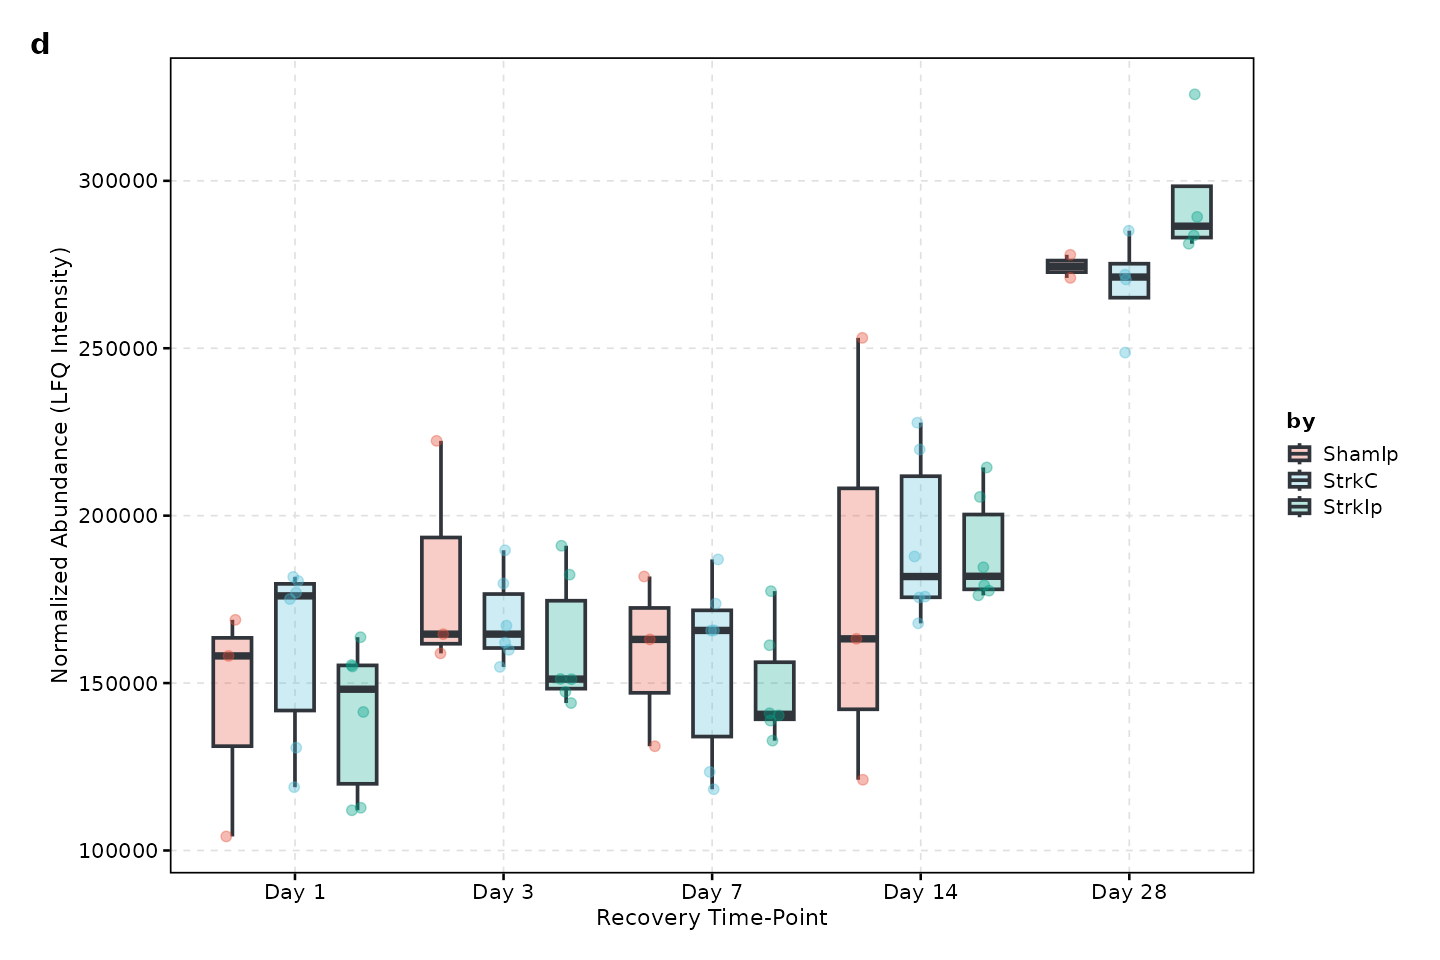 d
300000
250000
200000
150000
100000
Normalized Abundance (LFQ Intensity)
Day 1
Day 3
Day 7
Day 14
Day 28
Recovery Time-Point
by
ShamIp
StrkC
StrkIp